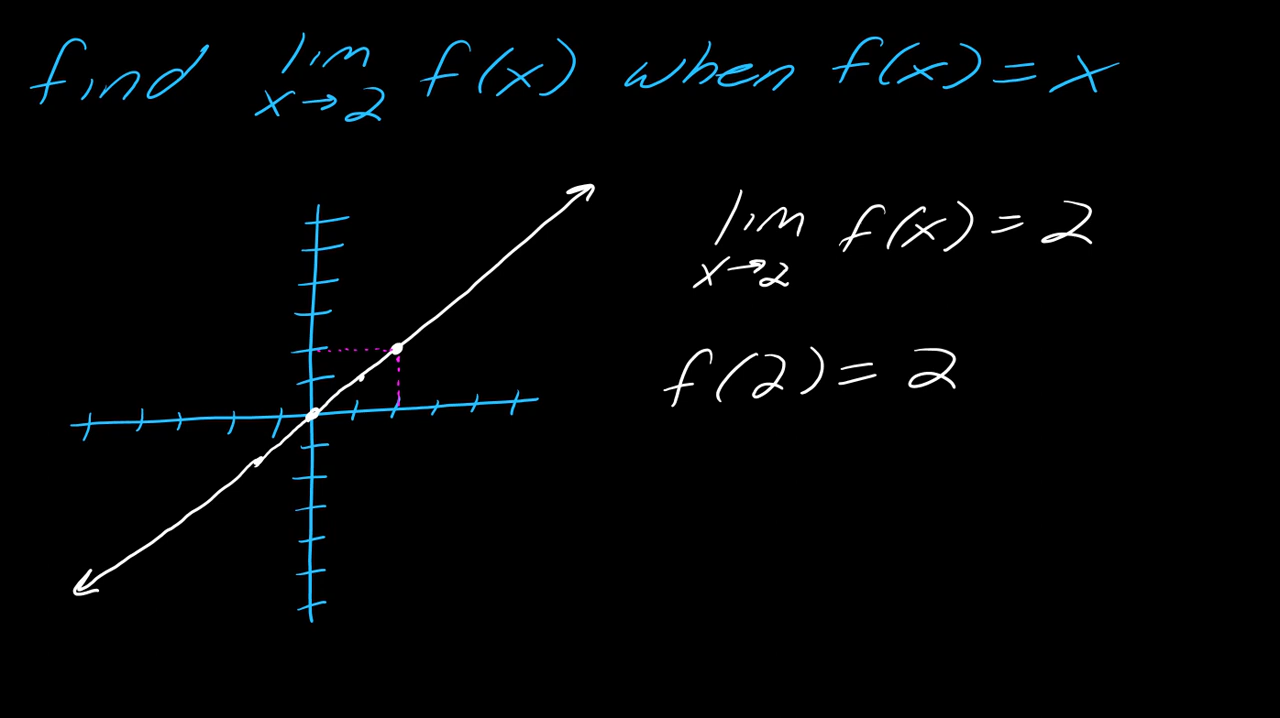 find lim x→2 f(x) when f(x) = x
lim x→2 f(x) = 2
f(2) = 2